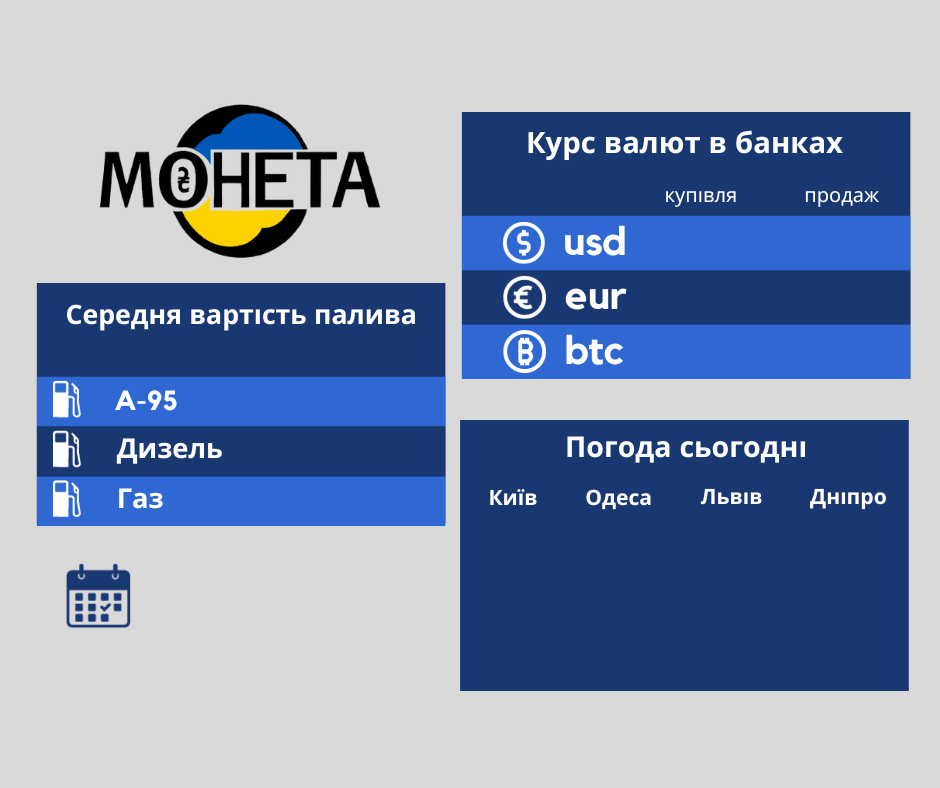 МОНЕТА
₴
Курс валют в банках
купівля продаж
$ usd
€ eur
₿ btc
Середня вартість палива
А-95
Дизель
Газ
Погода сьогодні
Київ Одеса Львів Дніпро